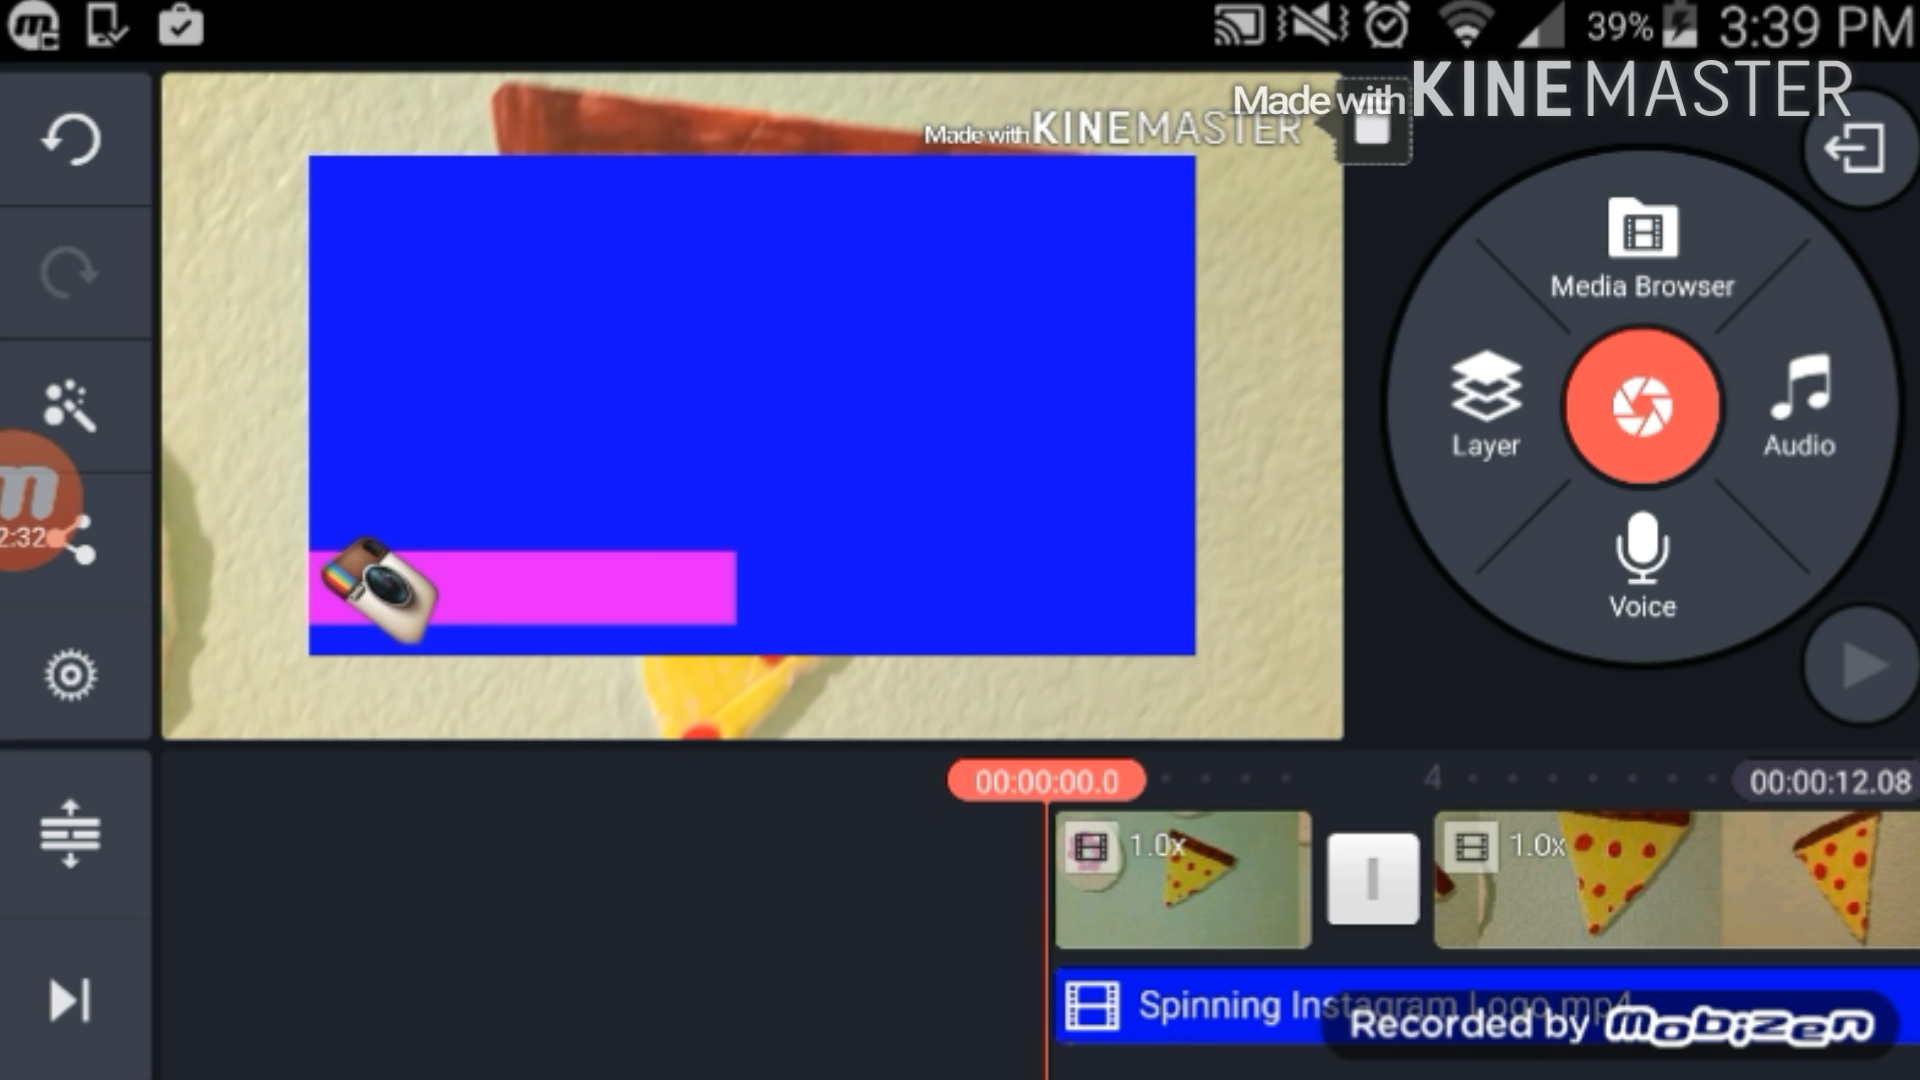 39% 3:39 PM
Made with KINEMASTER
Made with KINEMASTER
Media Browser
Layer
Audio
Voice
2:32
00:00:00.0
4
00:00:12.08
1.0x
1.0x
Spinning Instagram Logo.mp4
Recorded by mobizen